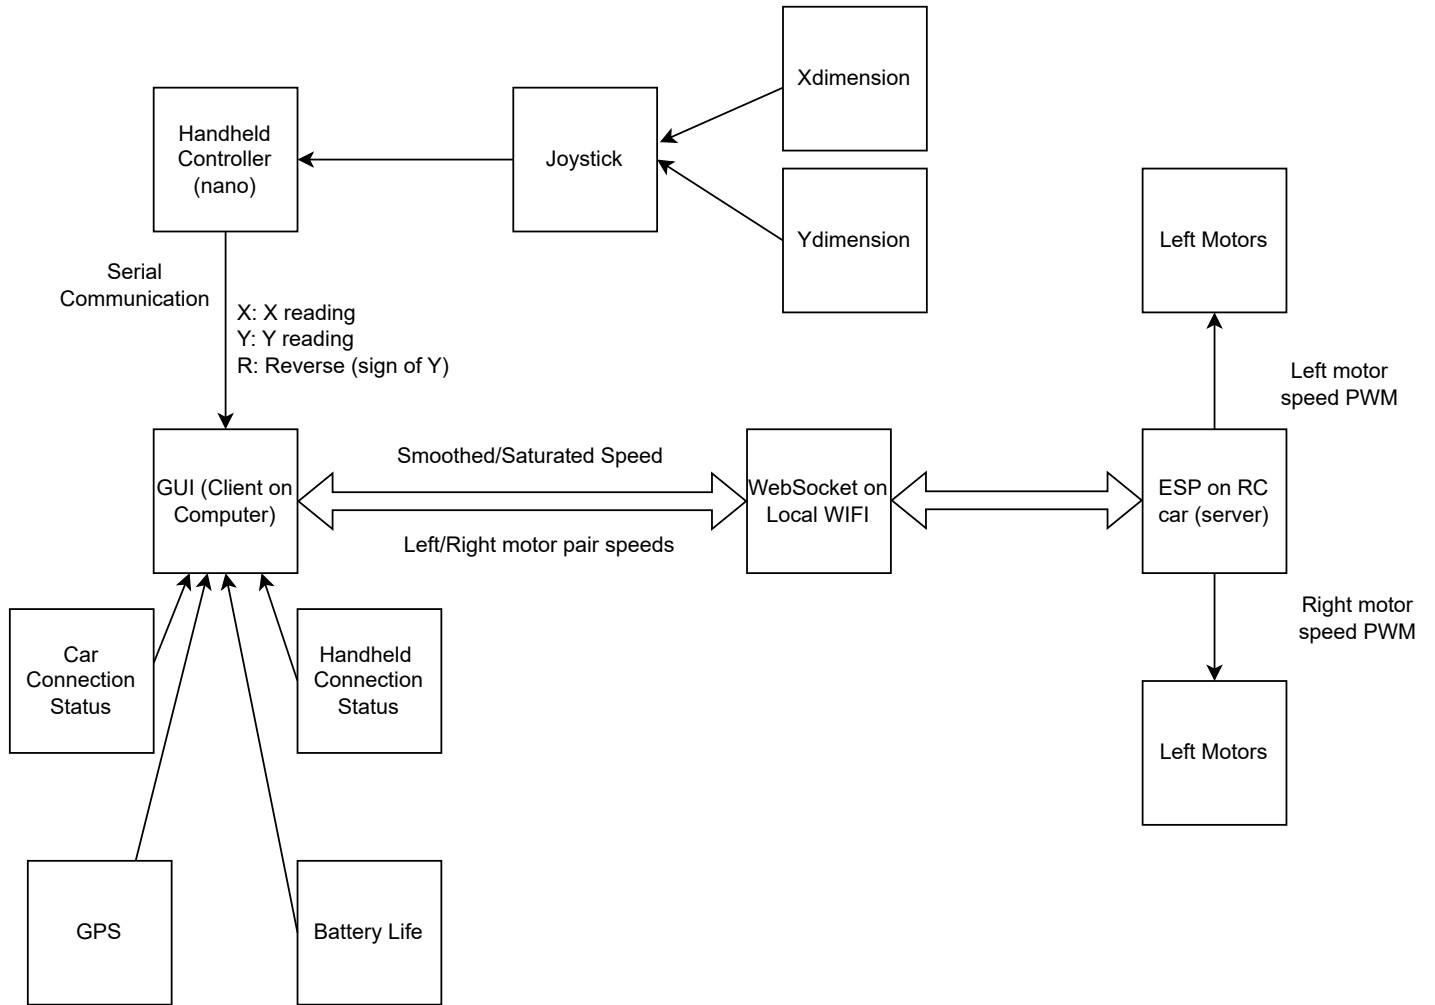 Xdimension
Handheld
Controller
(nano)
Joystick
Ydimension
Left Motors
Serial
Communication
X: X reading
Y: Y reading
R: Reverse (sign of Y)
Left motor
speed PWM
GUI (Client on
Computer)
Smoothed/Saturated Speed
Left/Right motor pair speeds
WebSocket on
Local WIFI
ESP on RC
car (server)
Right motor
speed PWM
Car
Connection
Status
Handheld
Connection
Status
Left Motors
GPS
Battery Life